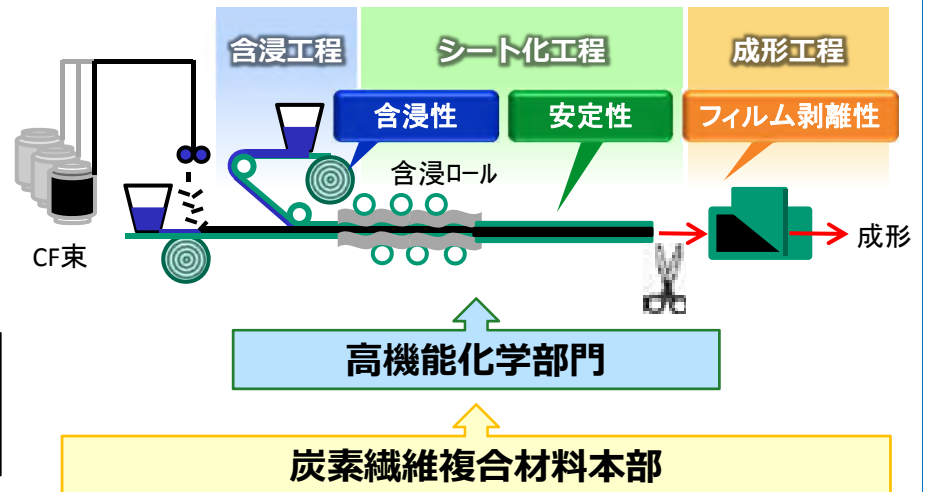 含浸工程
シート化工程
成形工程
含浸性
安定性
フィルム剥離性
含浸ロール
CF束
成形
高機能化学部門
炭素繊維複合材料本部